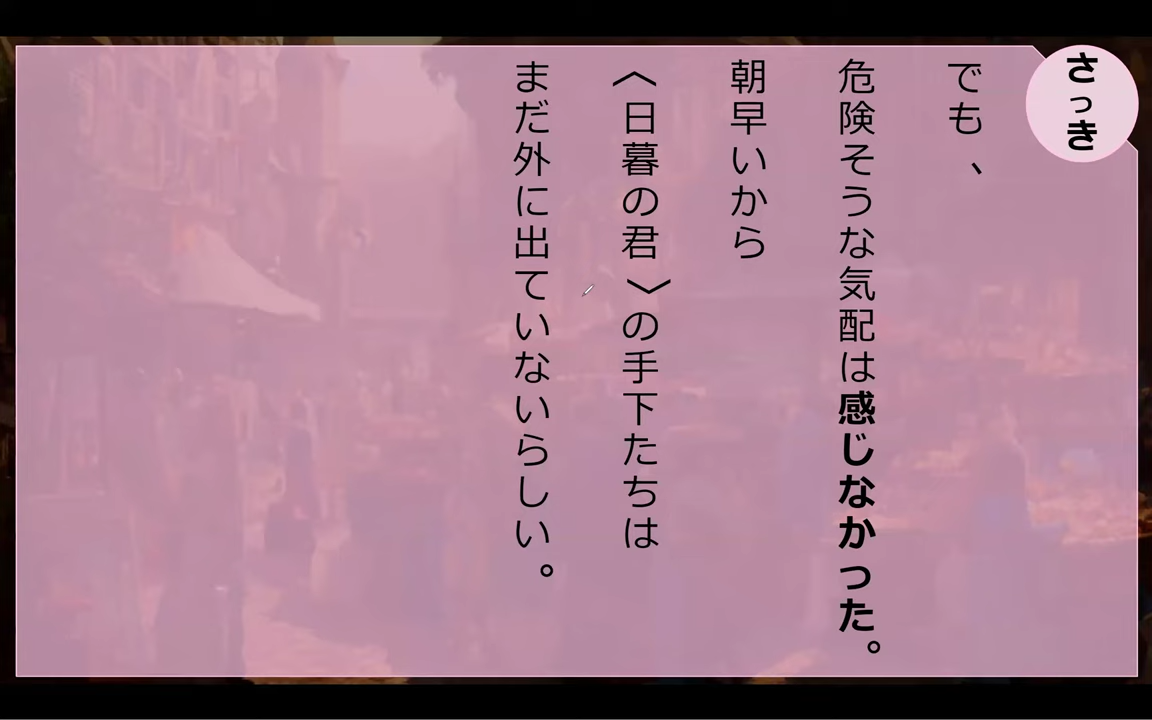 さっき
でも、
危険そうな気配は感じなかった。
朝早いから
〈日暮の君〉の手下たちは
まだ外に出ていないらしい。